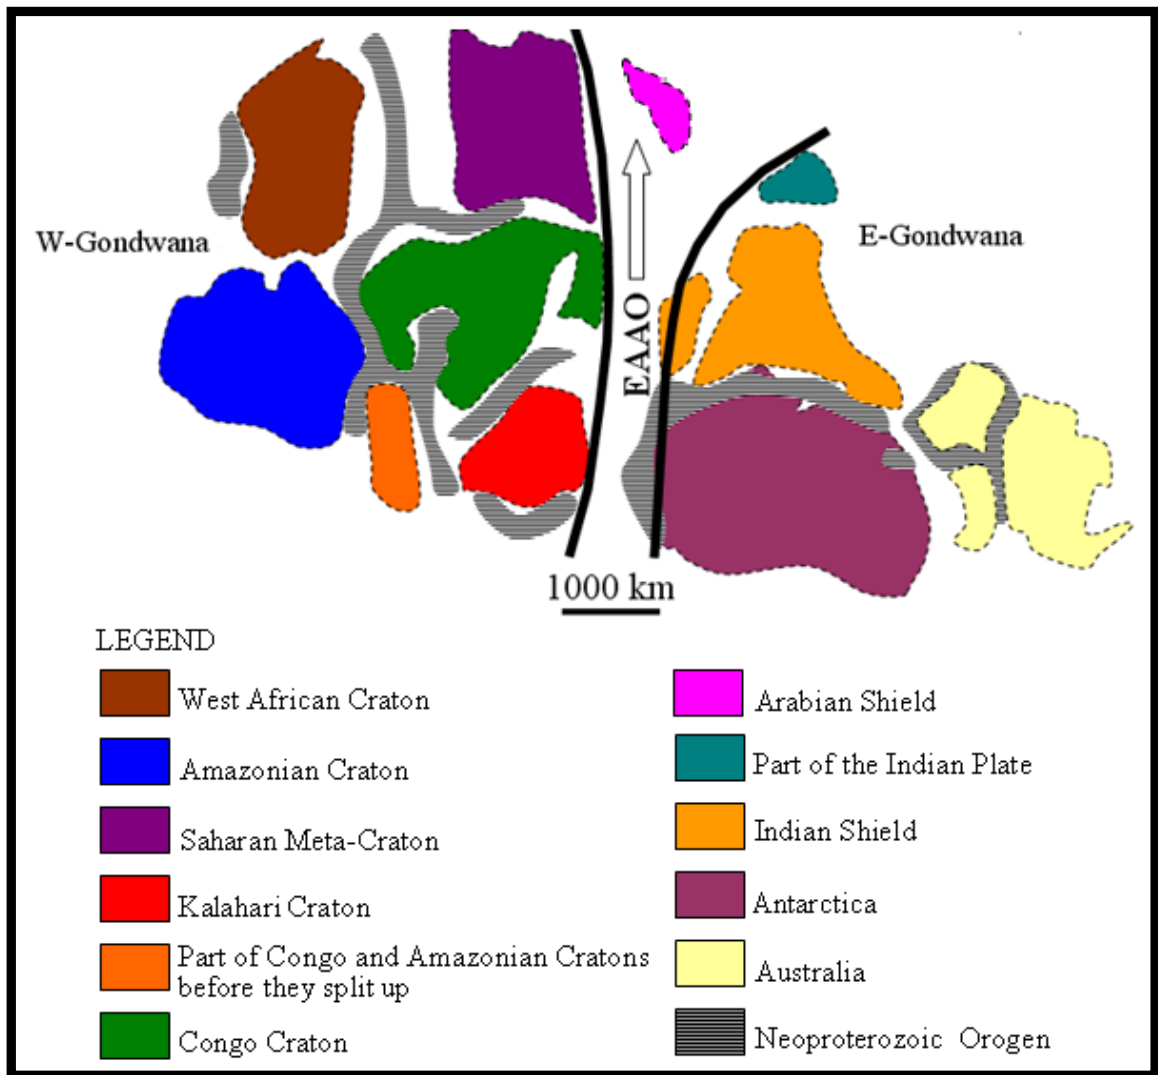 W-Gondwana
E-Gondwana
EAAO
1000 km
LEGEND
West African Craton
Amazonian Craton
Saharan Meta-Craton
Kalahari Craton
Part of Congo and Amazonian Cratons
before they split up
Congo Craton
Arabian Shield
Part of the Indian Plate
Indian Shield
Antarctica
Australia
Neoproterozoic Orogen